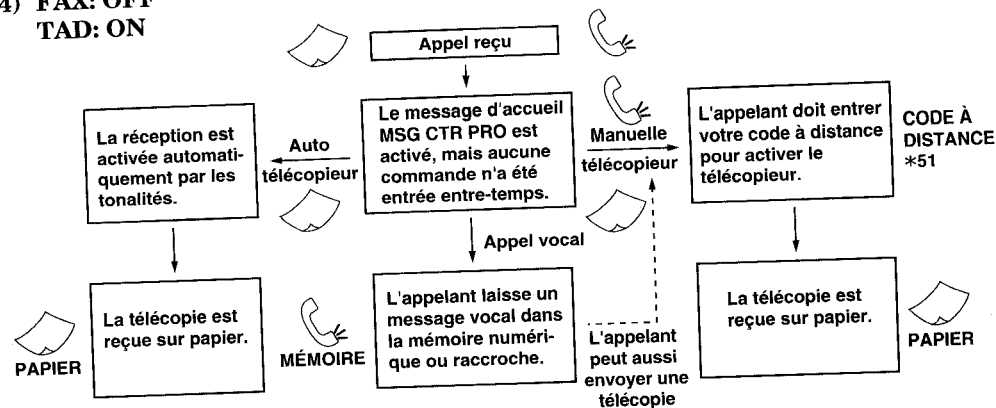 4) FAX: OFF
TAD: ON
Appel reçu
La réception est
activée automati-
quement par les
tonalités.
Auto
télécopieur
Le message d'accueil
MSG CTR PRO est
activé, mais aucune
commande n'a été
entrée entre-temps.
Manuelle
télécopieur
L'appelant doit entrer
votre code à distance
pour activer le
télécopieur.
CODE À
DISTANCE
*51
Appel vocal
PAPIER
La télécopie est
reçue sur papier.
MÉMOIRE
L'appelant laisse un
message vocal dans
la mémoire numéri-
que ou raccroche.
L'appelant
peut aussi
envoyer une
télécopie
La télécopie est
reçue sur papier.
PAPIER